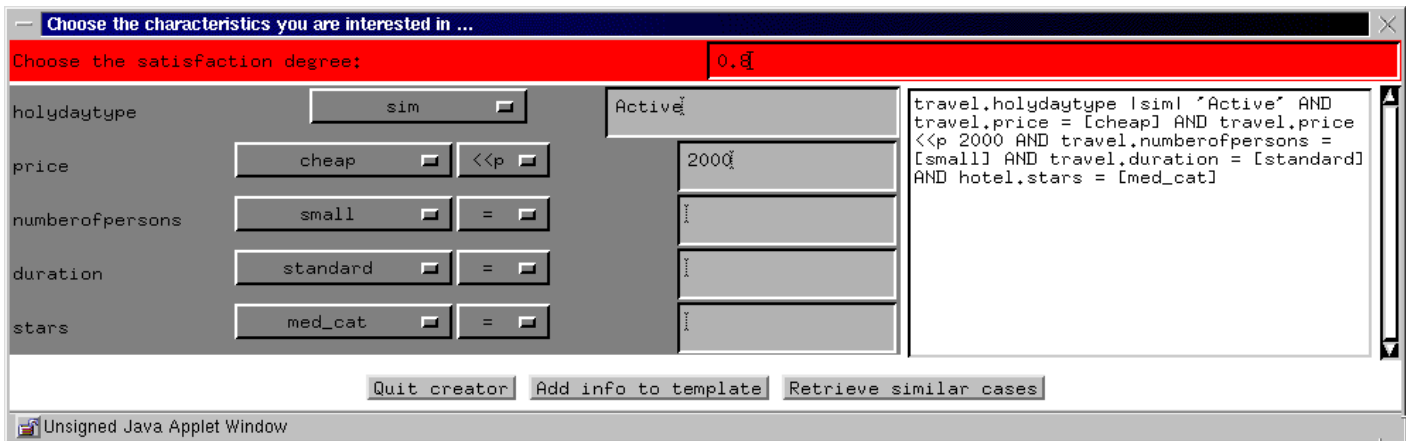 Choose the characteristics you are interested in ...
Choose the satisfaction degree: 0.8
holydaytype sim Active
price cheap <<p 2000
numberofpersons small =
duration standard =
stars med_cat =
travel.holydaytype |sim| 'Active' AND
travel.price = [cheap] AND travel.price
<<p 2000 AND travel.numberofpersons =
[small] AND travel.duration = [standard]
AND hotel.stars = [med_cat]
Quit creator Add info to template Retrieve similar cases
Unsigned Java Applet Window